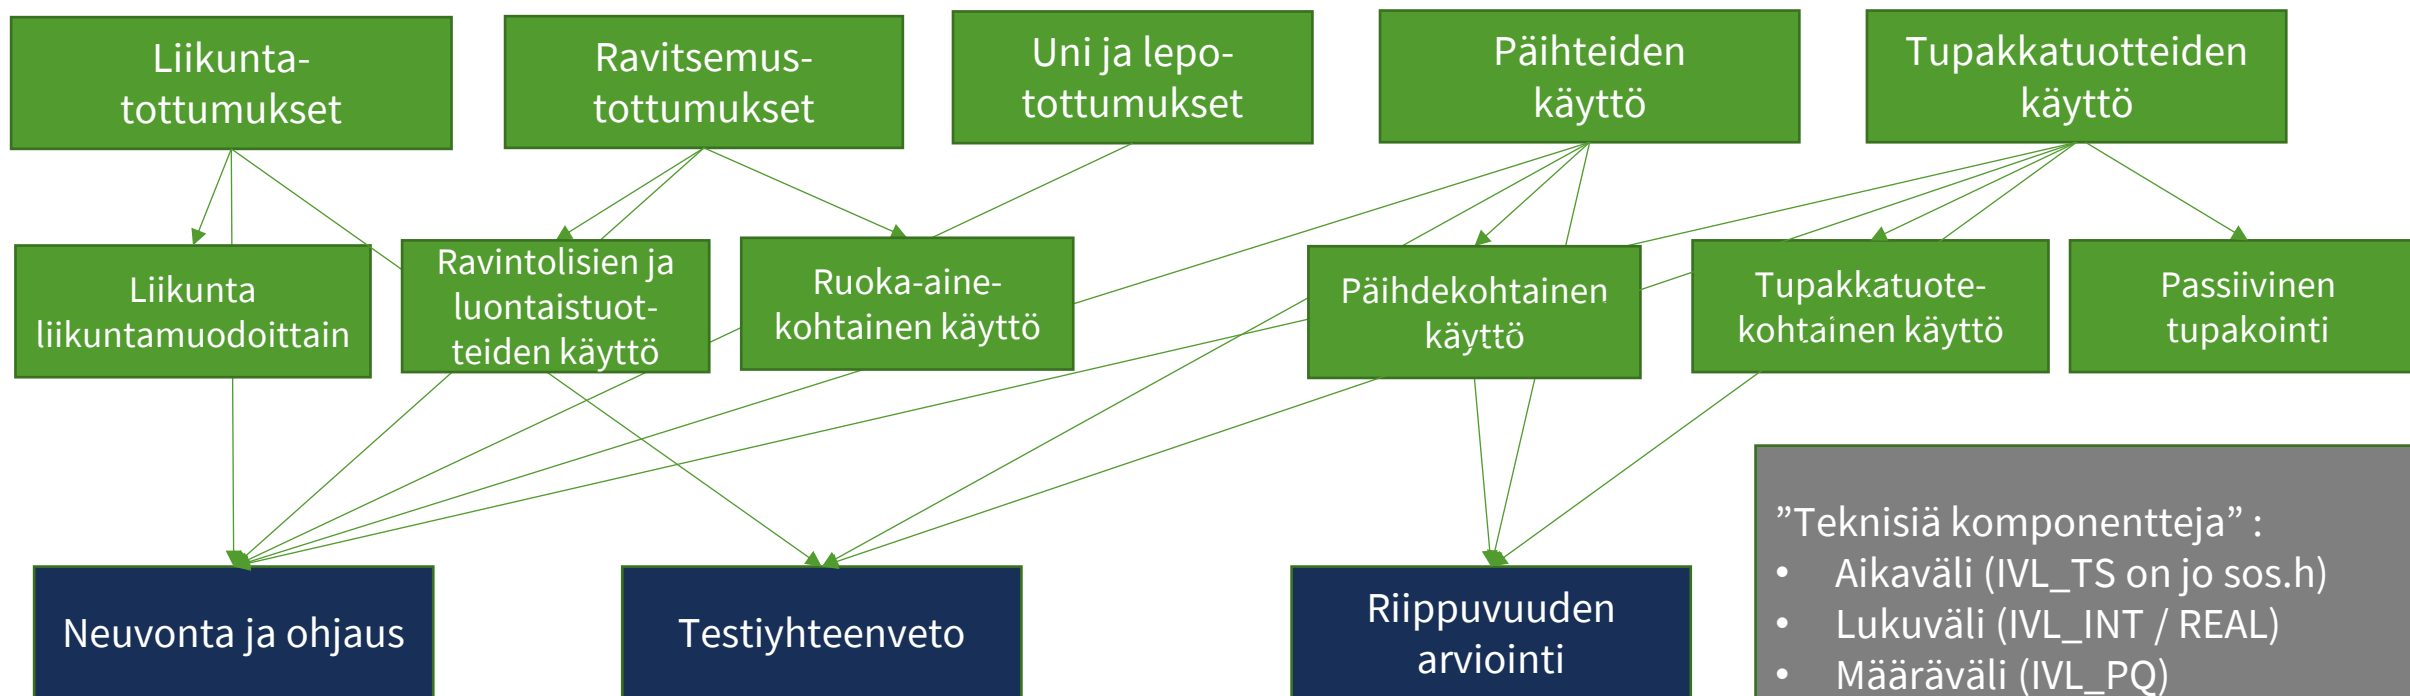 Liikunta-
tottumukset
Ravitsemus-
tottumukset
Uni ja lepo-
tottumukset
Päihteiden
käyttö
Tupakkatuotteiden
käyttö
Liikunta
liikuntamuodoittain
Ravintolisien ja
luontaistuot-
teiden käyttö
Ruoka-aine-
kohtainen käyttö
Päihdekohtainen
käyttö
Tupakkatuote-
kohtainen käyttö
Passiivinen
tupakointi
Neuvonta ja ohjaus
Testiyhteenveto
Riippuvuuden
arviointi
”Teknisiä komponentteja” :
• Aikaväli (IVL_TS on jo sos.h)
• Lukuväli (IVL_INT / REAL)
• Määräväli (IVL_PQ)